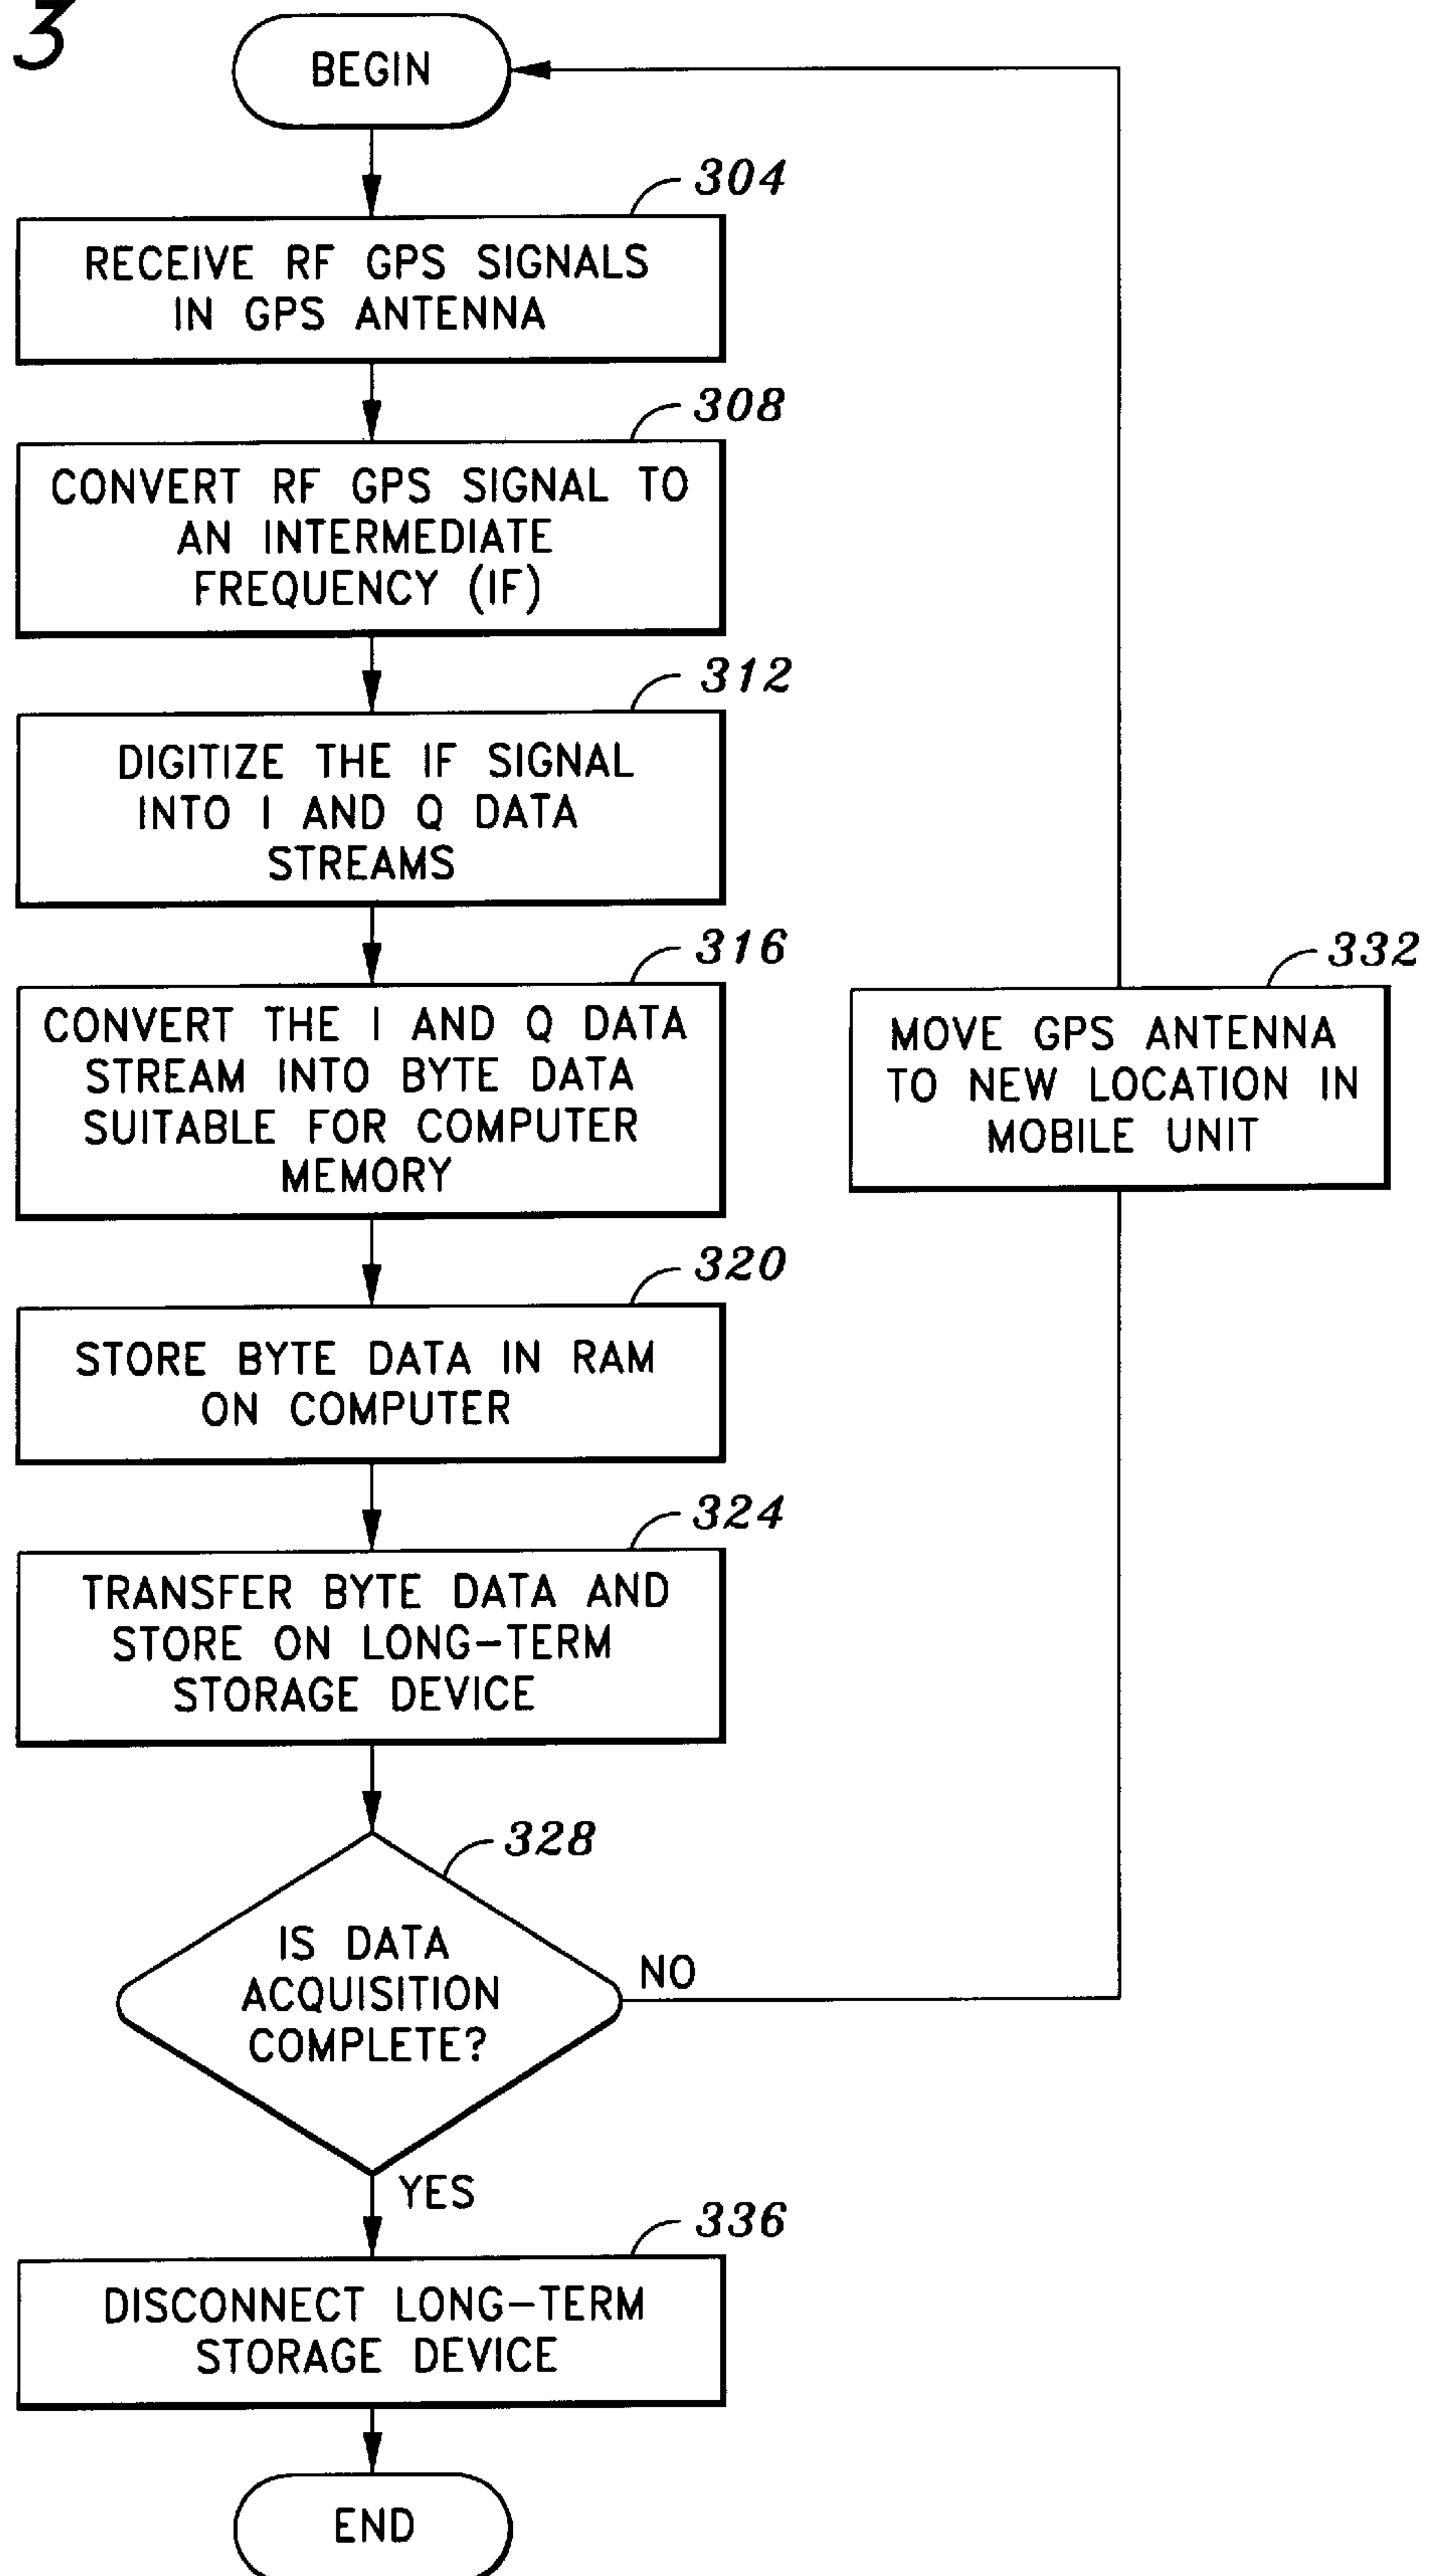 3
BEGIN
304
RECEIVE RF GPS SIGNALS
IN GPS ANTENNA
308
CONVERT RF GPS SIGNAL TO
AN INTERMEDIATE
FREQUENCY (IF)
312
DIGITIZE THE IF SIGNAL
INTO I AND Q DATA
STREAMS
316
CONVERT THE I AND Q DATA
STREAM INTO BYTE DATA
SUITABLE FOR COMPUTER
MEMORY
332
MOVE GPS ANTENNA
TO NEW LOCATION IN
MOBILE UNIT
320
STORE BYTE DATA IN RAM
ON COMPUTER
324
TRANSFER BYTE DATA AND
STORE ON LONG-TERM
STORAGE DEVICE
328
IS DATA
ACQUISITION
COMPLETE?
NO
YES
336
DISCONNECT LONG-TERM
STORAGE DEVICE
END